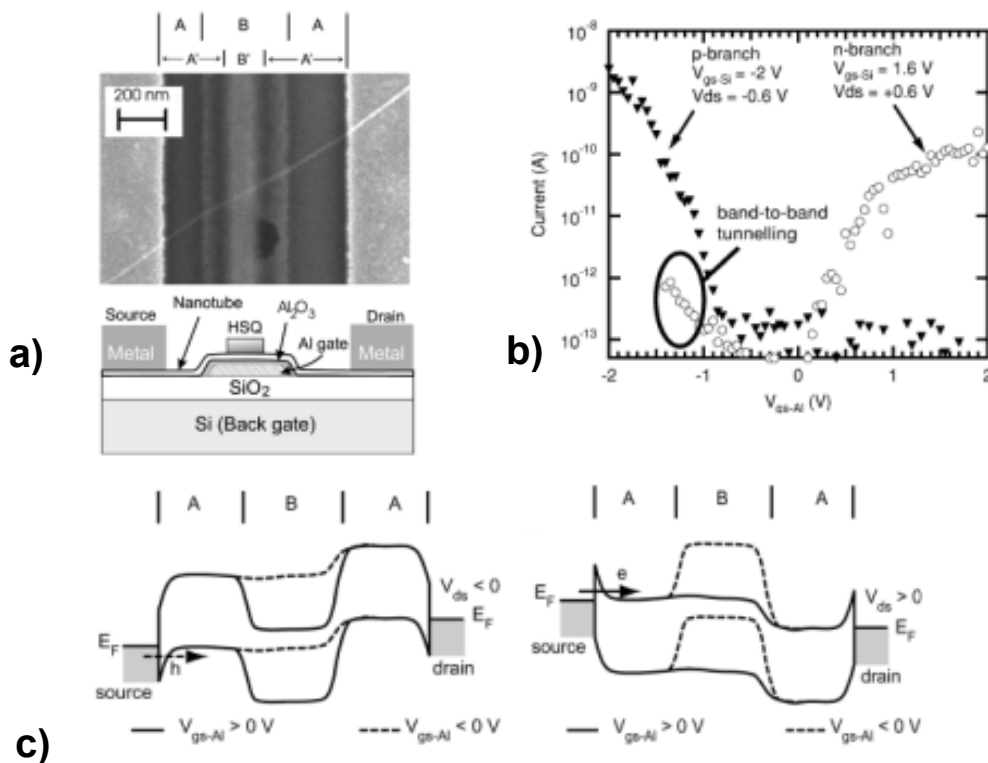 A B A
A' B' A'
200 nm
Nanotube
Al2O3
Source
HSQ
Al gate
Drain
Metal
Metal
SiO2
Si (Back gate)
a)
10^-8
10^-9
10^-10
10^-11
10^-12
10^-13
Current (A)
p-branch
Vgs-Si = -2 V
Vds = -0.6 V
n-branch
Vgs-Si = 1.6 V
Vds = +0.6 V
band-to-band
tunnelling
-2 -1 0 1 2
Vgs-Al (V)
b)
A B A
Vds < 0
EF
EF
h
source
drain
Vgs-Al > 0 V
Vgs-Al < 0 V
A B A
e
EF
Vds > 0
EF
source
drain
Vgs-Al > 0 V
Vgs-Al < 0 V
c)